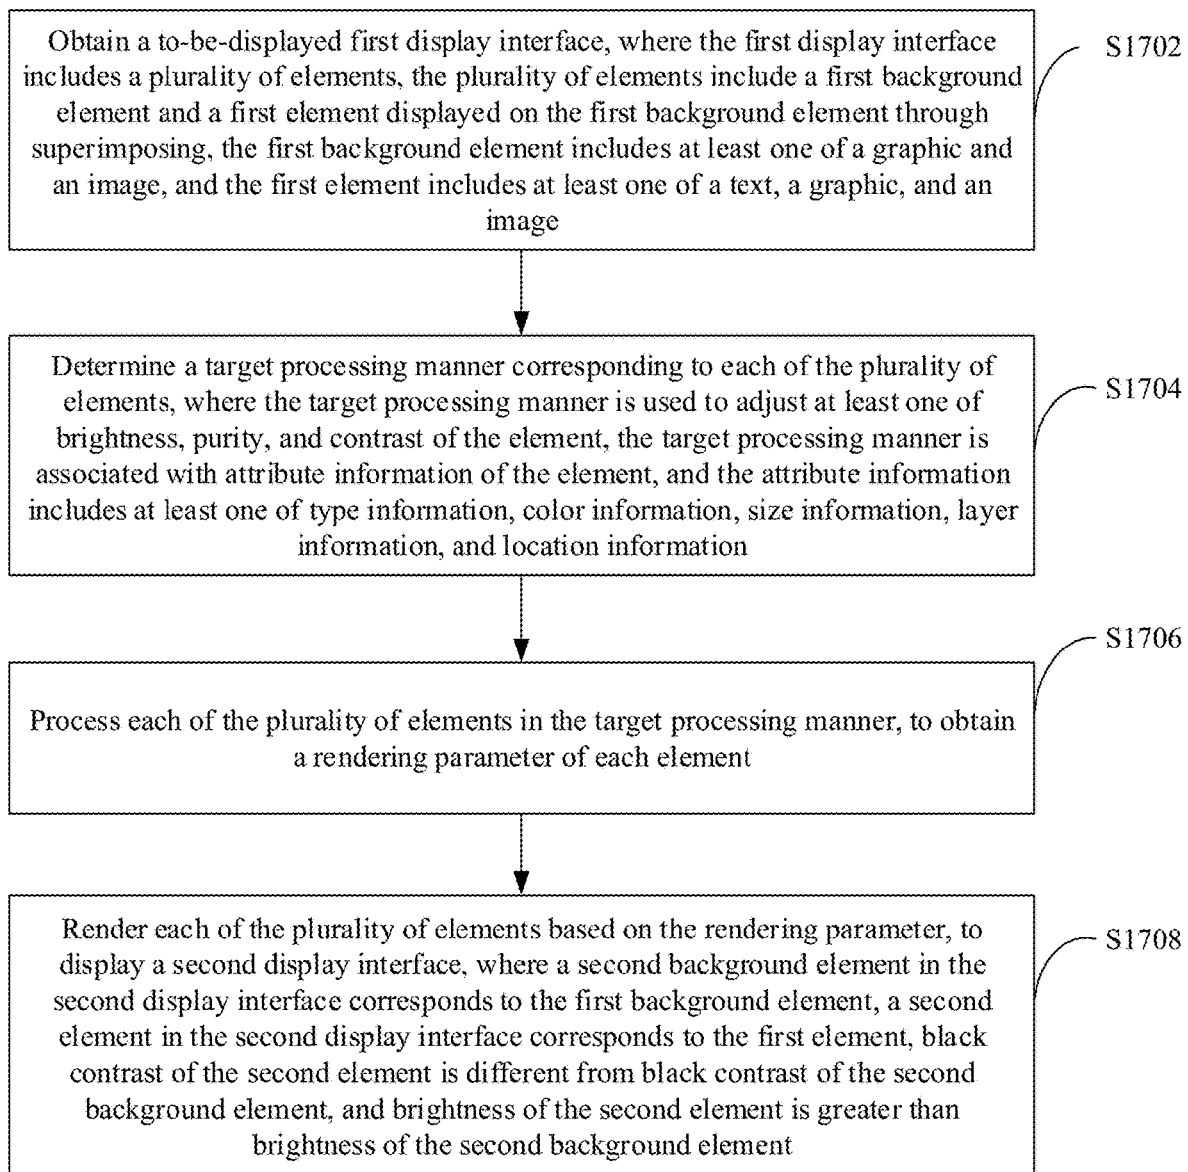 Obtain a to-be-displayed first display interface, where the first display interface
includes a plurality of elements, the plurality of elements include a first background
element and a first element displayed on the first background element through
superimposing, the first background element includes at least one of a graphic and
an image, and the first element includes at least one of a text, a graphic, and an
image
S1702
Determine a target processing manner corresponding to each of the plurality of
elements, where the target processing manner is used to adjust at least one of
brightness, purity, and contrast of the element, the target processing manner is
associated with attribute information of the element, and the attribute information
includes at least one of type information, color information, size information, layer
information, and location information
S1704
Process each of the plurality of elements in the target processing manner, to obtain
a rendering parameter of each element
S1706
Render each of the plurality of elements based on the rendering parameter, to
display a second display interface, where a second background element in the
second display interface corresponds to the first background element, a second
element in the second display interface corresponds to the first element, black
contrast of the second element is different from black contrast of the second
background element, and brightness of the second element is greater than
brightness of the second background element
S1708